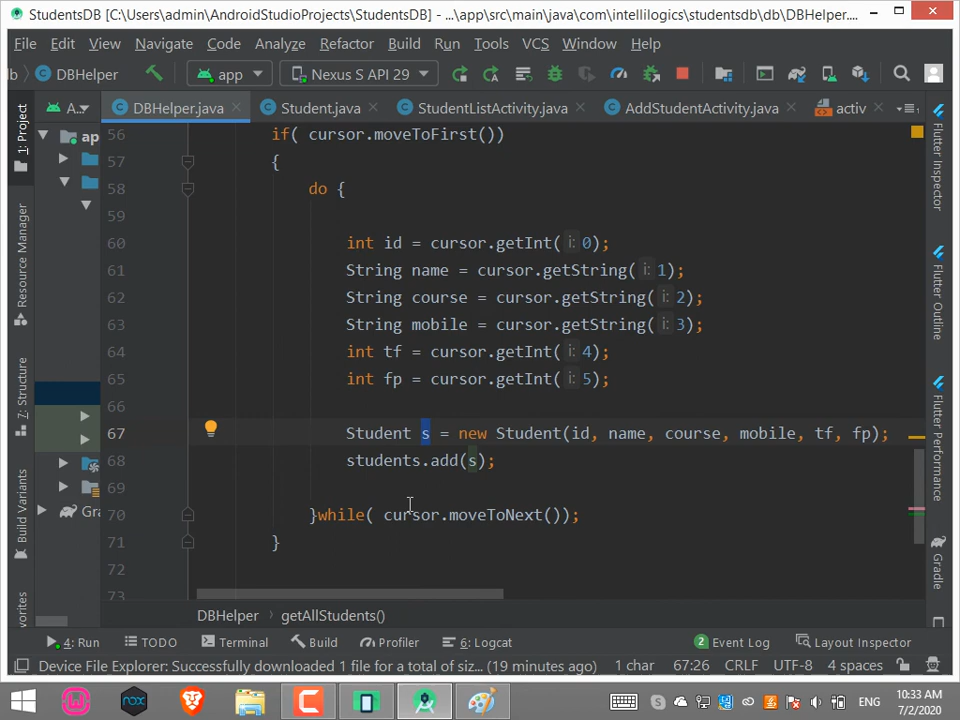 StudentsDB [C:\Users\admin\AndroidStudioProjects\StudentsDB] - ...\app\src\main\java\com\intellilogics\studentsdb\db\DBHelper....
File Edit View Navigate Code Analyze Refactor Build Run Tools VCS Window Help
db DBHelper app Nexus S API 29
A.. DBHelper.java Student.java StudentListActivity.java AddStudentActivity.java activ
1: Project
Resource Manager
7: Structure
Build Variants
vorites
ap
Gra
56 if( cursor.moveToFirst())
57 {
58 do {
59
60 int id = cursor.getInt( i: 0);
61 String name = cursor.getString( i: 1);
62 String course = cursor.getString( i: 2);
63 String mobile = cursor.getString( i: 3);
64 int tf = cursor.getInt( i: 4);
65 int fp = cursor.getInt( i: 5);
66
67 Student s = new Student(id, name, course, mobile, tf, fp);
68 students.add(s);
69
70 }while( cursor.moveToNext());
71 }
72
73
Flutter Inspector
Flutter Outline
Flutter Performance
Gradle
DBHelper getAllStudents()
4: Run TODO Terminal Build Profiler 6: Logcat 2 Event Log Layout Inspector
Device File Explorer: Successfully downloaded 1 file for a total of siz... (19 minutes ago) 1 char 67:26 CRLF UTF-8 4 spaces
nox ENG 10:33 AM
7/2/2020